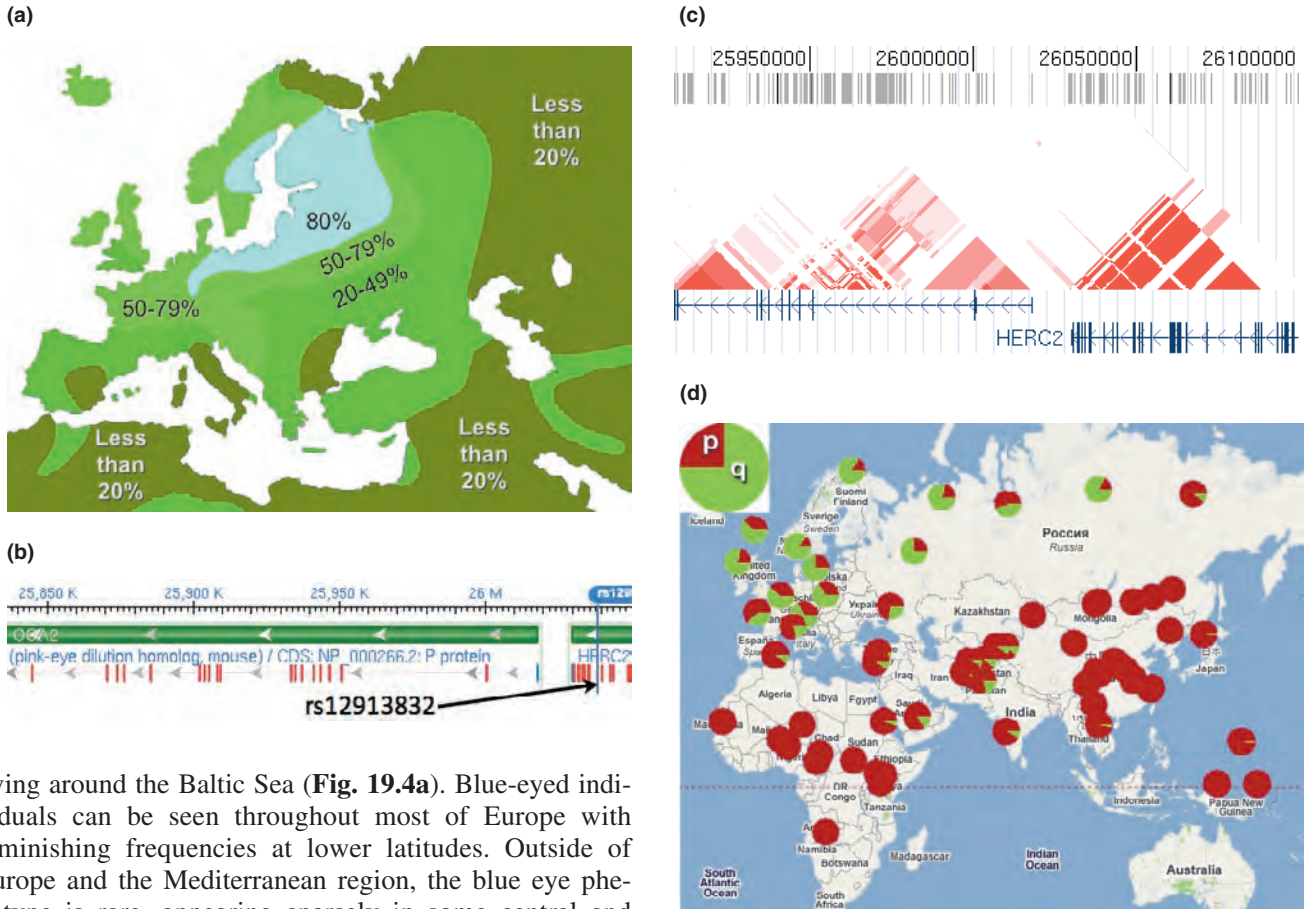 (a)
Less
than
20%
80%
50-79%
20-49%
50-79%
Less
than
20%
Less
than
20%
(b)
25,850 K 25,900 K 25,950 K 26 M
OCA2
(pink-eye dilution homolog, mouse) / CDS: NP_000266.2: P protein HERC2
rs12913832
ving around the Baltic Sea (Fig. 19.4a). Blue-eyed indi-
duals can be seen throughout most of Europe with
minishing frequencies at lower latitudes. Outside of
urope and the Mediterranean region, the blue eye phe-
(c)
25950000 26000000 26050000 26100000
HERC2
(d)
p
q
Iceland
Suomi
Finland
Sverige
Sweden
Россия
Russia
Kingdom
Kazakhstan
Mongolia
España
Iraq
Iran
日本
Japan
Algeria
Libya
Egypt
India
Chad
Sudan
Ethiopia
Thailand
DR
Congo
Tanzania
Indonesia
Papua New
Guinea
Namibia
Botswana
Madagascar
South
Atlantic
Ocean
South
Africa
Indian
Ocean
Australia